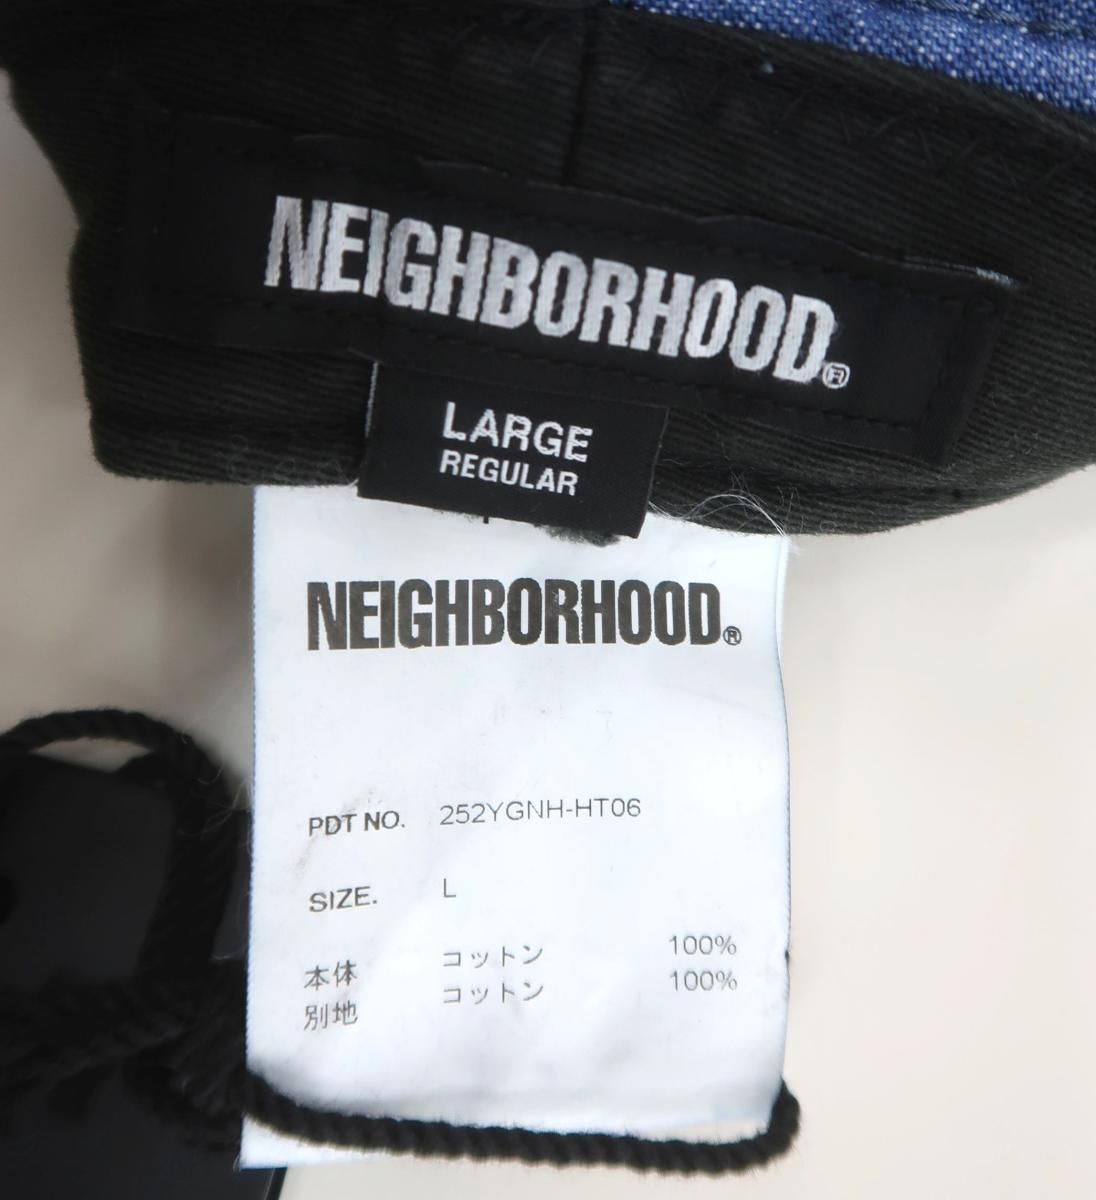 NEIGHBORHOOD®
LARGE
REGULAR
NEIGHBORHOOD®
PDT NO. 252YGNH-HT06
SIZE. L
本体 コットン 100%
別地 コットン 100%